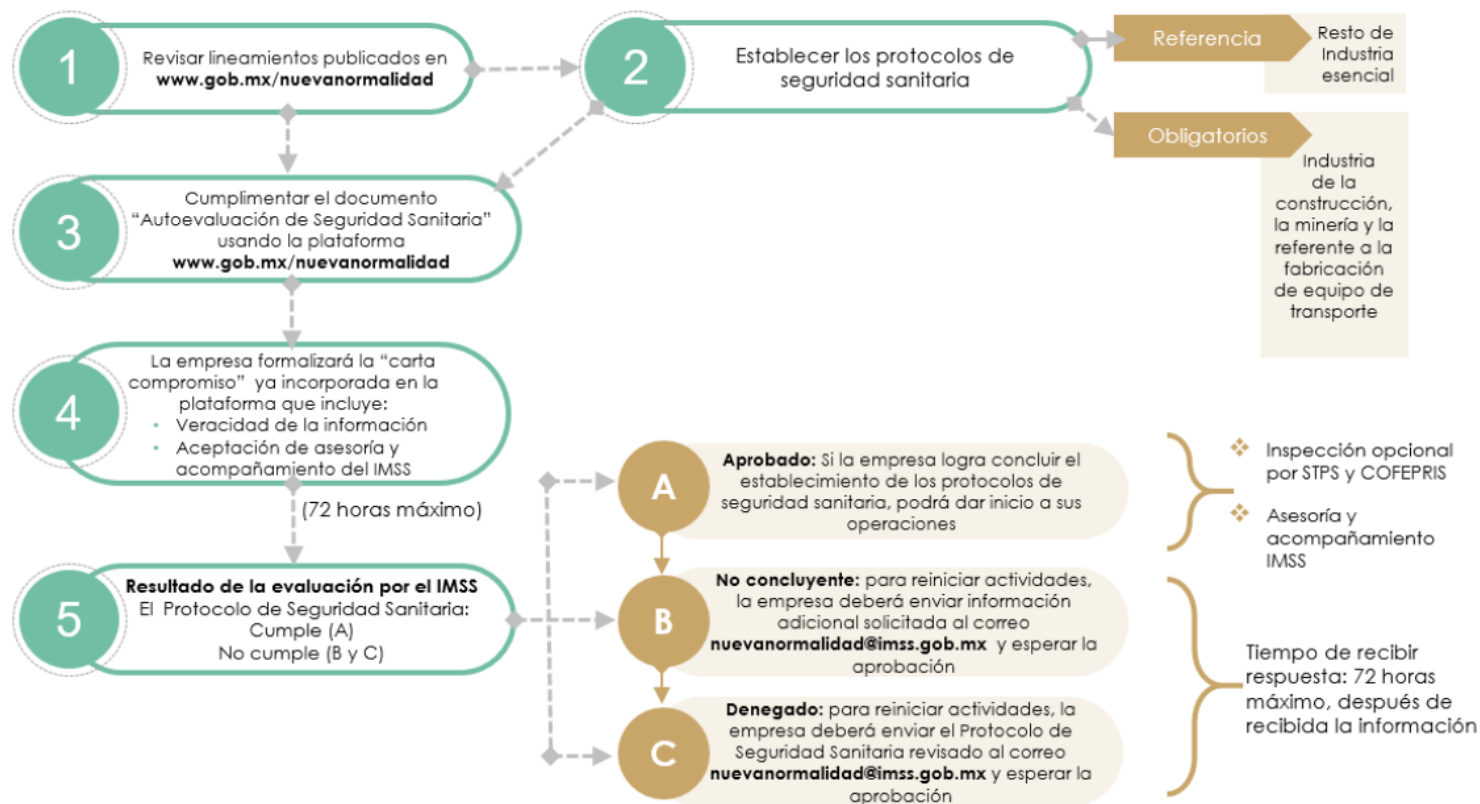 1
Revisar lineamientos publicados en
www.gob.mx/nuevanormalidad
2
Establecer los protocolos de
seguridad sanitaria
Referencia
Resto de
Industria
esencial
Obligatorios
Industria
de la
construcción,
la minería y la
referente a la
fabricación
de equipo de
transporte
3
Cumplimentar el documento
“Autoevaluación de Seguridad Sanitaria”
usando la plataforma
www.gob.mx/nuevanormalidad
4
La empresa formalizará la “carta
compromiso” ya incorporada en la
plataforma que incluye:
• Veracidad de la información
• Aceptación de asesoría y
acompañamiento del IMSS
(72 horas máximo)
5
Resultado de la evaluación por el IMSS
El Protocolo de Seguridad Sanitaria:
Cumple (A)
No cumple (B y C)
A
Aprobado: Si la empresa logra concluir el
establecimiento de los protocolos de
seguridad sanitaria, podrá dar inicio a sus
operaciones
B
No concluyente: para reiniciar actividades,
la empresa deberá enviar información
adicional solicitada al correo
nuevanormalidad@imss.gob.mx y esperar la
aprobación
C
Denegado: para reiniciar actividades, la
empresa deberá enviar el Protocolo de
Seguridad Sanitaria revisado al correo
nuevanormalidad@imss.gob.mx y esperar la
aprobación
❖ Inspección opcional
por STPS y COFEPRIS
❖ Asesoría y
acompañamiento
IMSS
Tiempo de recibir
respuesta: 72 horas
máximo, después de
recibida la información